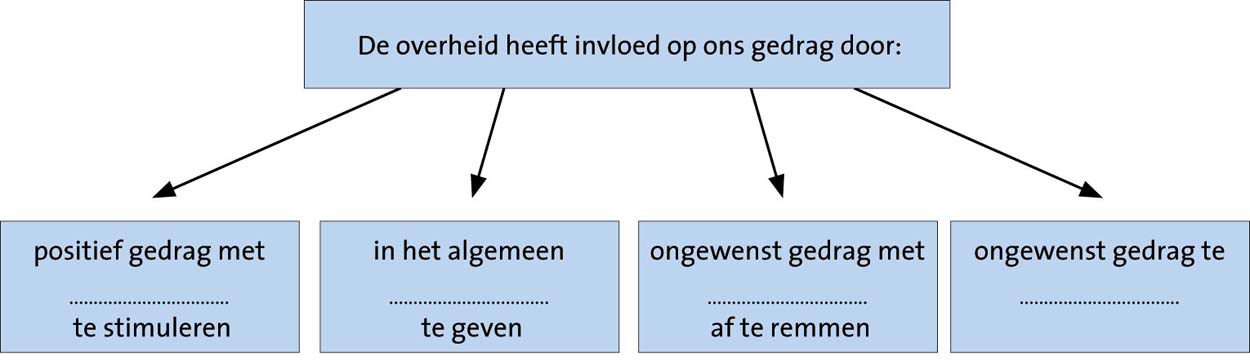 De overheid heeft invloed op ons gedrag door:
positief gedrag met
................................
te stimuleren
in het algemeen
................................
te geven
ongewenst gedrag met
................................
af te remmen
ongewenst gedrag te
................................